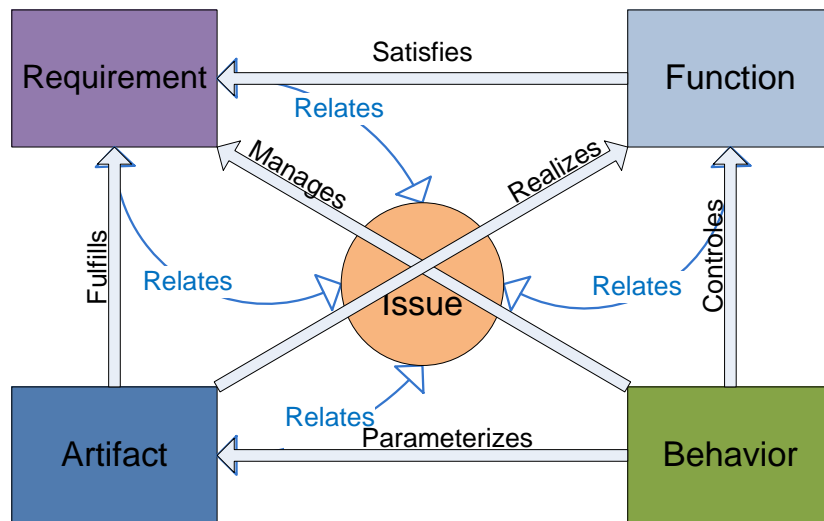 Requirement
Satisfies
Function
Relates
Manages
Realizes
Fulfills
Relates
Issue
Relates
Controles
Relates
Artifact
Parameterizes
Behavior